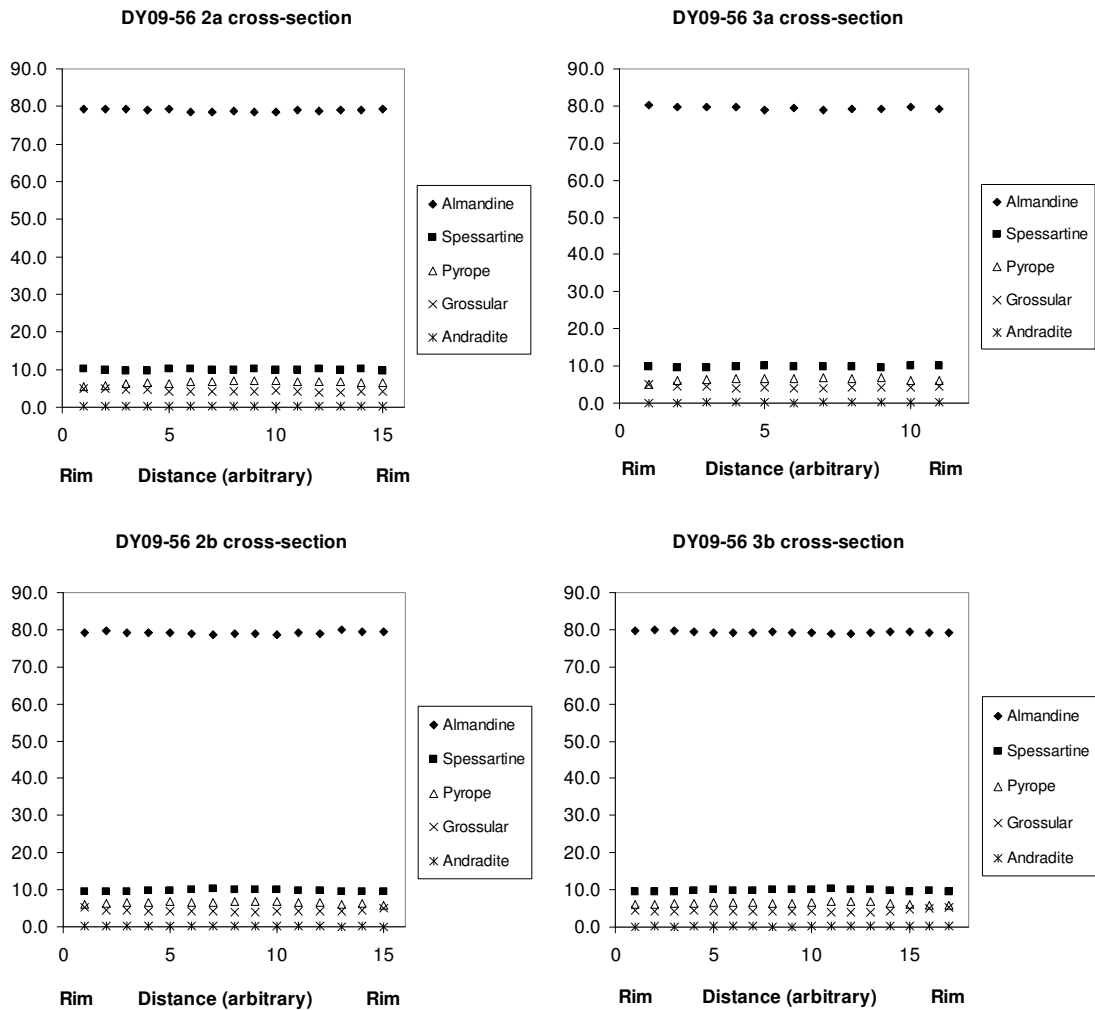 DY09-56 2a cross-section
90.0
80.0
70.0
60.0
50.0
40.0
30.0
20.0
10.0
0.0
0 5 10 15
Rim Distance (arbitrary) Rim
Almandine
Spessartine
Pyrope
Grossular
Andradite
DY09-56 3a cross-section
90.0
80.0
70.0
60.0
50.0
40.0
30.0
20.0
10.0
0.0
0 5 10
Rim Distance (arbitrary) Rim
Almandine
Spessartine
Pyrope
Grossular
Andradite
DY09-56 2b cross-section
90.0
80.0
70.0
60.0
50.0
40.0
30.0
20.0
10.0
0.0
0 5 10 15
Rim Distance (arbitrary) Rim
Almandine
Spessartine
Pyrope
Grossular
Andradite
DY09-56 3b cross-section
90.0
80.0
70.0
60.0
50.0
40.0
30.0
20.0
10.0
0.0
0 5 10 15
Rim Distance (arbitrary) Rim
Almandine
Spessartine
Pyrope
Grossular
Andradite